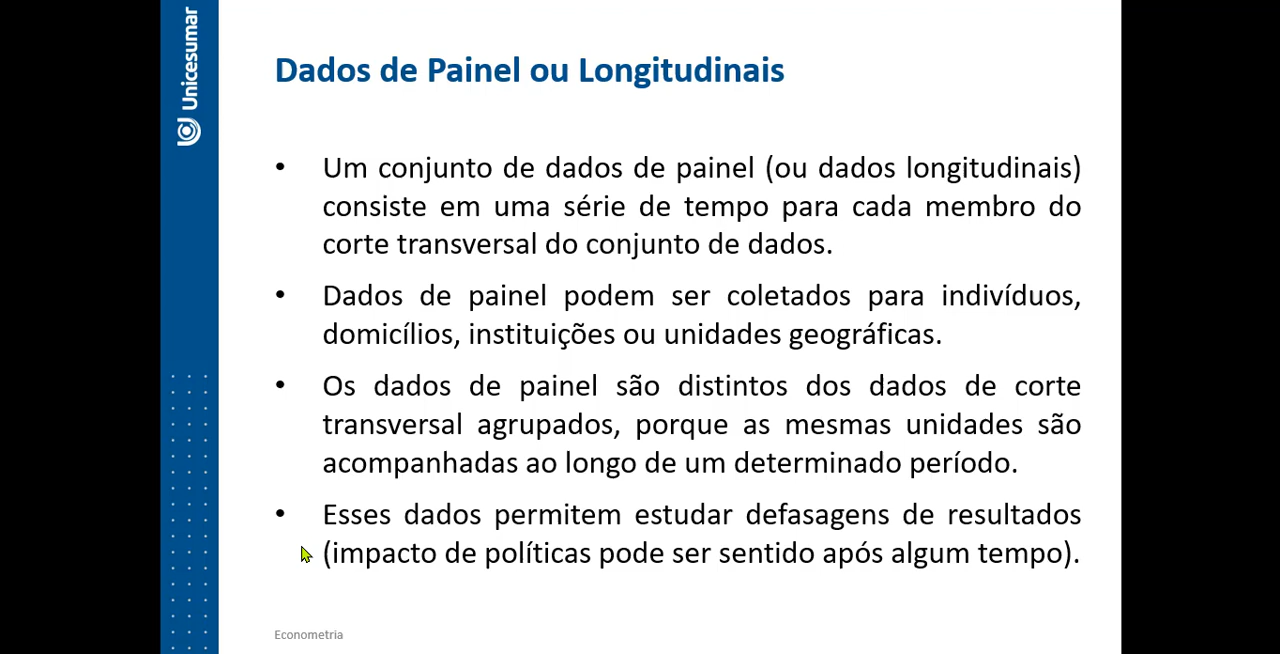 Unicesumar
Dados de Painel ou Longitudinais
• Um conjunto de dados de painel (ou dados longitudinais)
consiste em uma série de tempo para cada membro do
corte transversal do conjunto de dados.
• Dados de painel podem ser coletados para indivíduos,
domicílios, instituições ou unidades geográficas.
• Os dados de painel são distintos dos dados de corte
transversal agrupados, porque as mesmas unidades são
acompanhadas ao longo de um determinado período.
• Esses dados permitem estudar defasagens de resultados
(impacto de políticas pode ser sentido após algum tempo).
Econometria